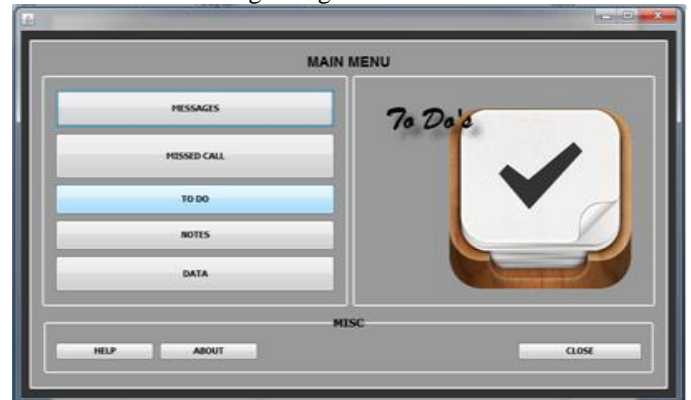 MAIN MENU
MESSAGES
MISSED CALL
TO DO
NOTES
DATA
To Do's
MISC
HELP
ABOUT
CLOSE